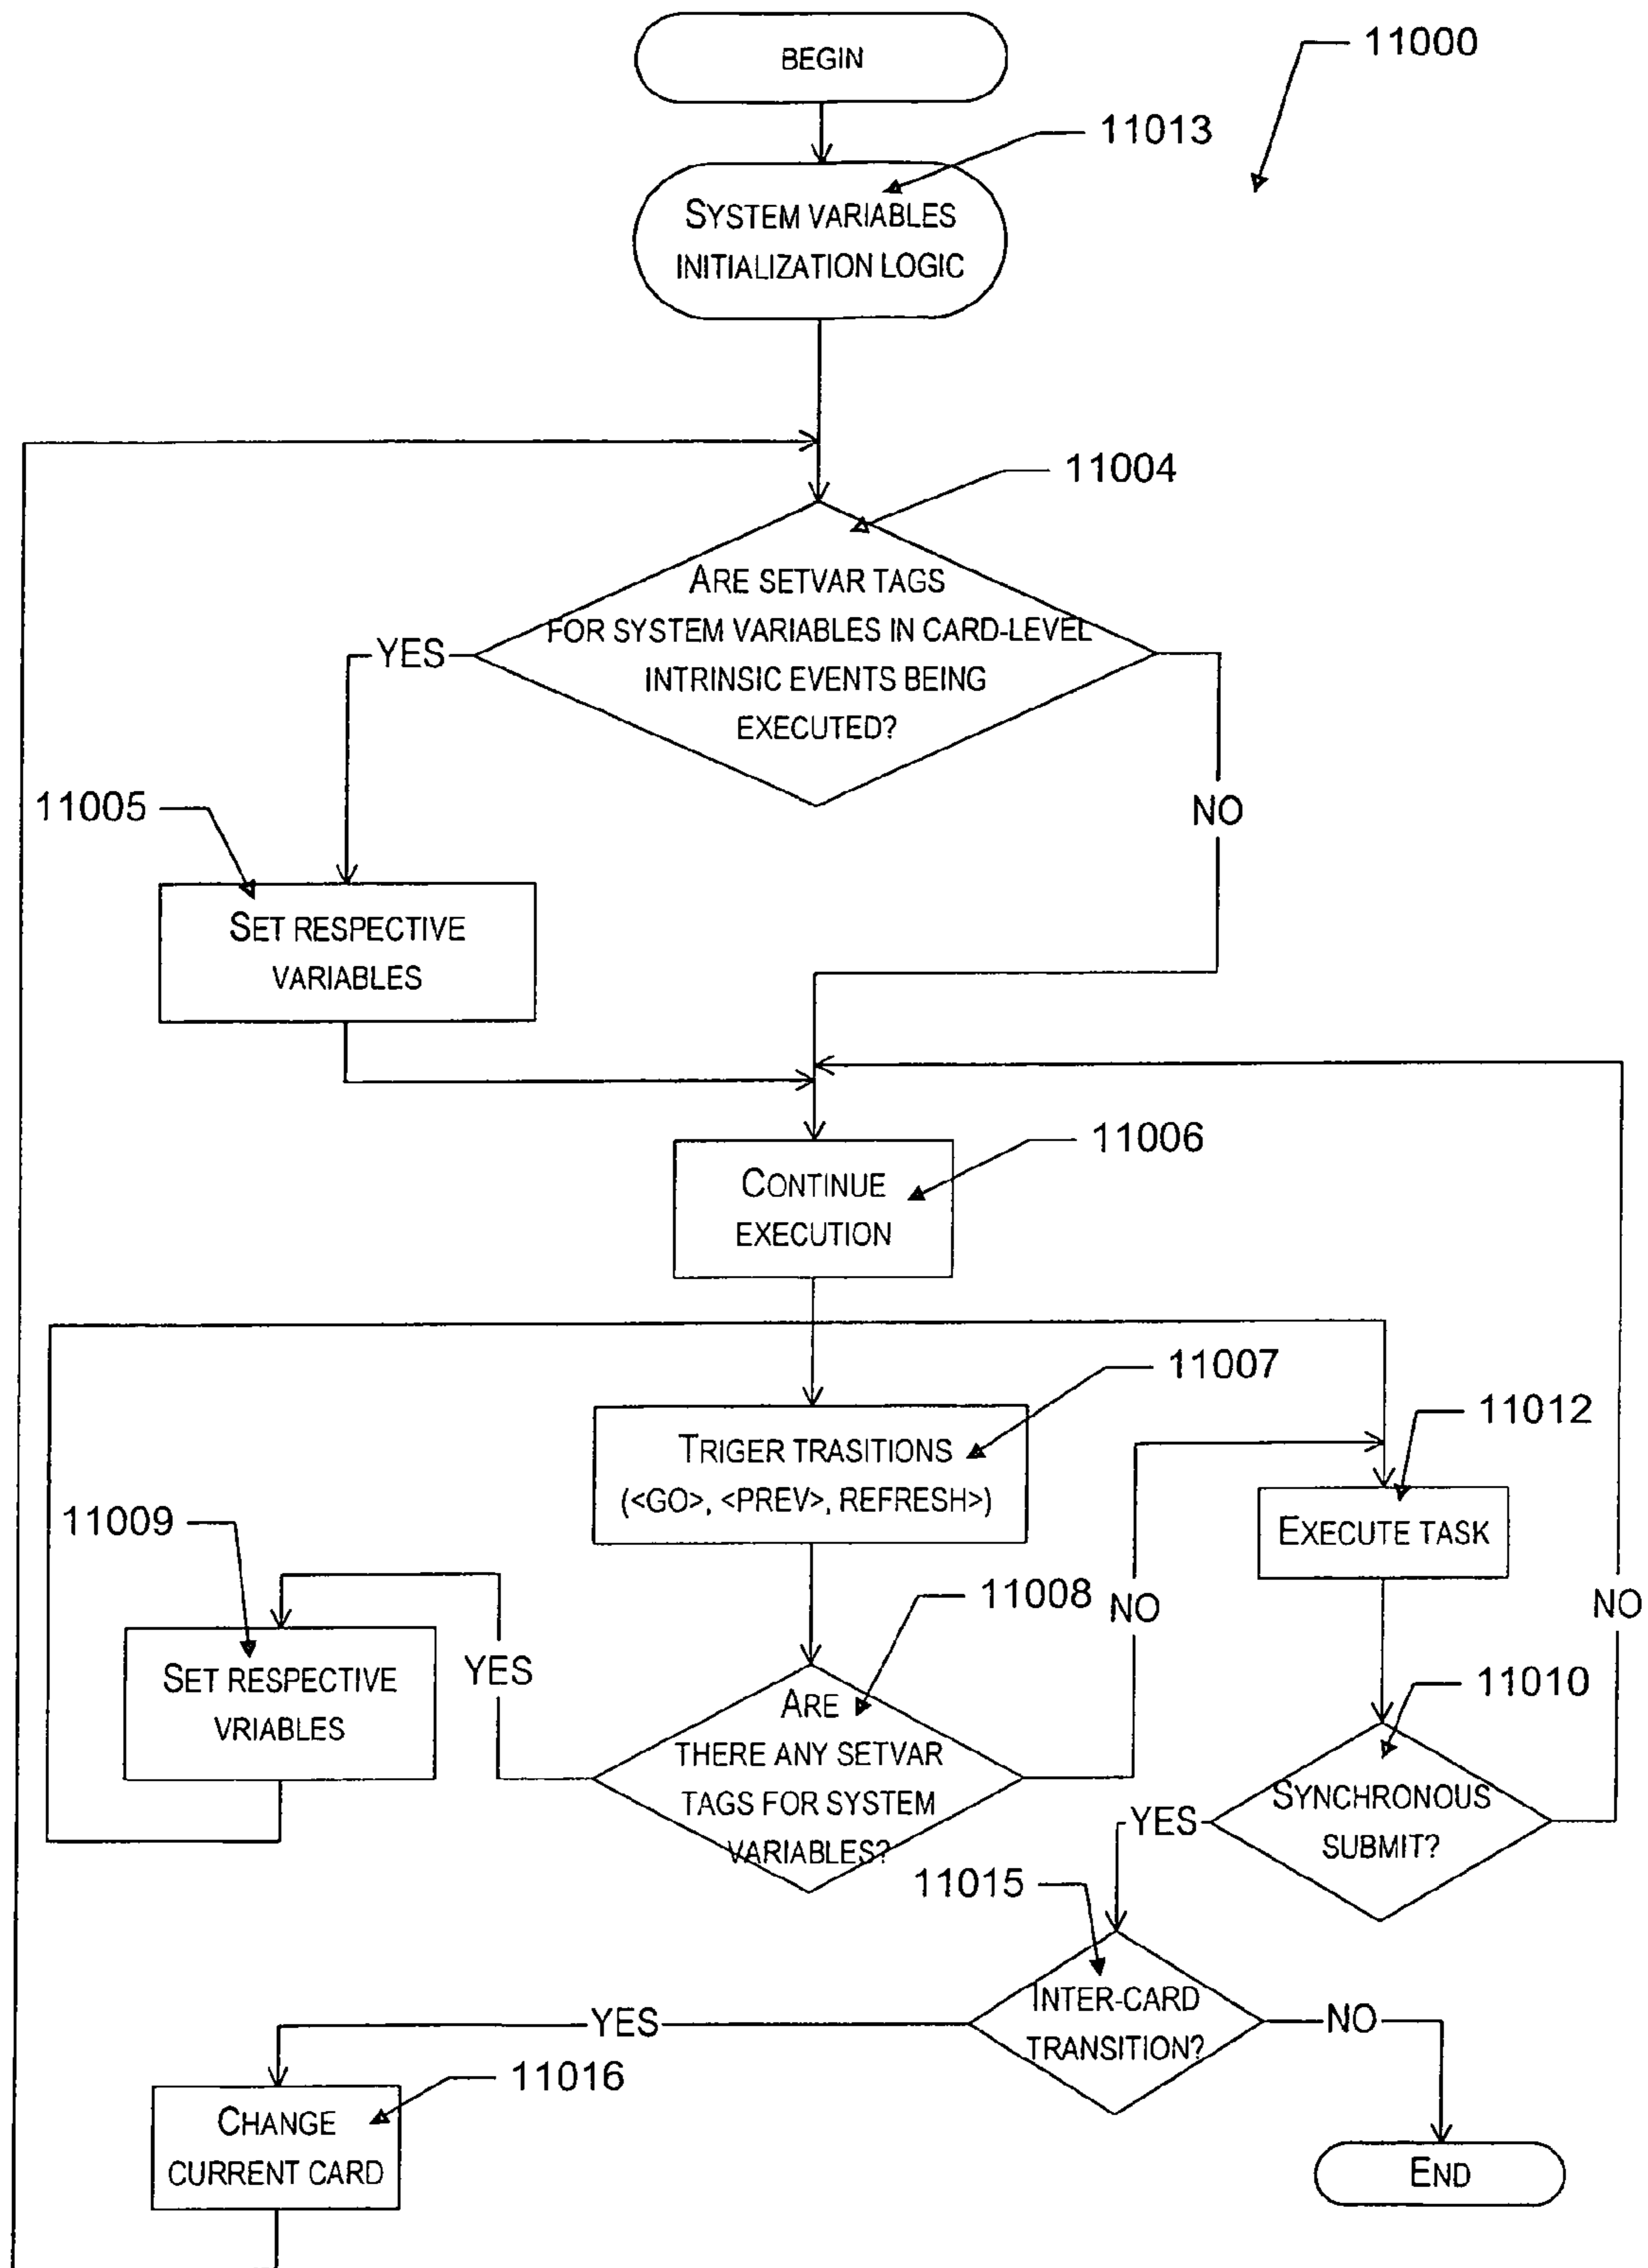 BEGIN
11000
11013
SYSTEM VARIABLES
INITIALIZATION LOGIC
11004
ARE SETVAR TAGS
FOR SYSTEM VARIABLES IN CARD-LEVEL
INTRINSIC EVENTS BEING
EXECUTED?
YES
NO
11005
SET RESPECTIVE
VARIABLES
11006
CONTINUE
EXECUTION
11007
TRIGER TRASITIONS
(<GO>, <PREV>, REFRESH>)
11012
EXECUTE TASK
11009
SET RESPECTIVE
VRIABLES
YES
11008
ARE
THERE ANY SETVAR
TAGS FOR SYSTEM
VARIABLES?
NO
NO
11010
SYNCHRONOUS
SUBMIT?
YES
11015
INTER-CARD
TRANSITION?
YES
NO
11016
CHANGE
CURRENT CARD
END